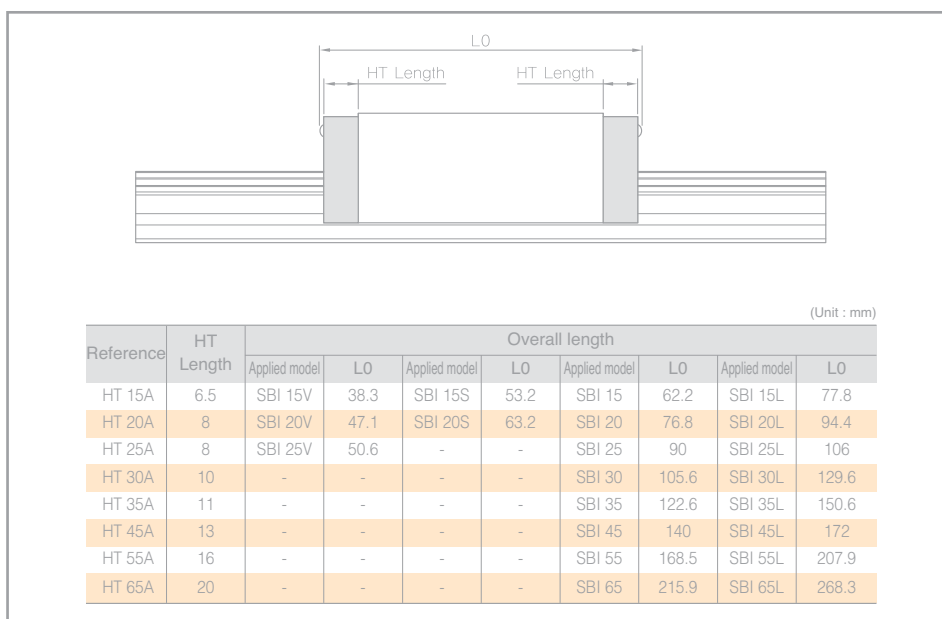 L0
HT Length HT Length
(Unit : mm)
Reference HT Length Overall length
Applied model L0 Applied model L0 Applied model L0 Applied model L0
HT 15A 6.5 SBI 15V 38.3 SBI 15S 53.2 SBI 15 62.2 SBI 15L 77.8
HT 20A 8 SBI 20V 47.1 SBI 20S 63.2 SBI 20 76.8 SBI 20L 94.4
HT 25A 8 SBI 25V 50.6 - - SBI 25 90 SBI 25L 106
HT 30A 10 - - - - SBI 30 105.6 SBI 30L 129.6
HT 35A 11 - - - - SBI 35 122.6 SBI 35L 150.6
HT 45A 13 - - - - SBI 45 140 SBI 45L 172
HT 55A 16 - - - - SBI 55 168.5 SBI 55L 207.9
HT 65A 20 - - - - SBI 65 215.9 SBI 65L 268.3